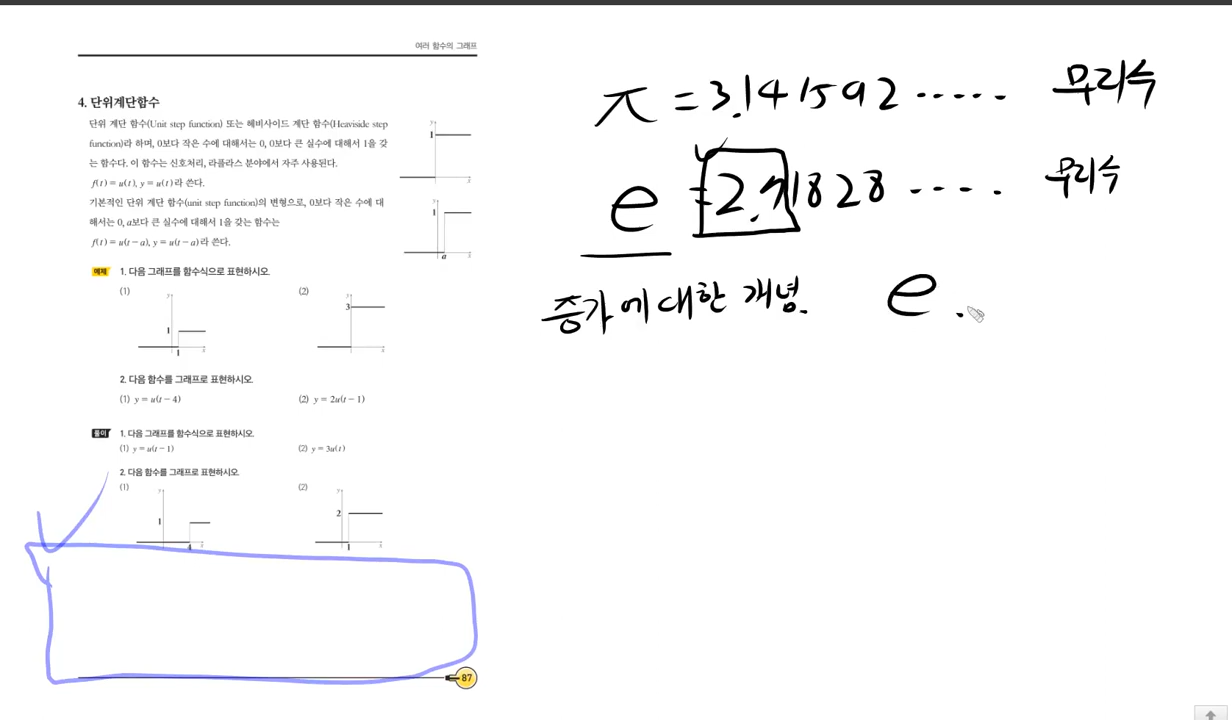 여러 함수의 그래프
4. 단위계단함수
단위 계단 함수(Unit step function) 또는 헤비사이드 계단 함수(Heaviside step
function)라 하며, 0보다 작은 수에 대해서는 0, 0보다 큰 실수에 대해서 1을 갖
는 함수다. 이 함수는 신호처리, 라플라스 분야에서 자주 사용된다.
f(t) = u(t), y = u(t)라 쓴다.
기본적인 단위 계단 함수(unit step function)의 변형으로, 0보다 작은 수에 대
해서는 0, a보다 큰 실수에 대해서 1을 갖는 함수는
f(t) = u(t − a), y = u(t − a)라 쓴다.
y
1
x
y
1
a
x
예제 1. 다음 그래프를 함수식으로 표현하시오.
(1)
y
1
1
x
(2)
y
3
x
2. 다음 함수를 그래프로 표현하시오.
(1) y = u(t − 4)
(2) y = 2u(t − 1)
풀이 1. 다음 그래프를 함수식으로 표현하시오.
(1) y = u(t − 1)
(2) y = 3u(t)
2. 다음 함수를 그래프로 표현하시오.
(1)
y
1
4
x
(2)
y
2
1
x
87
π = 3.141592 ····· 무리수
e = 2.71828 ···· 무리수
증가에 대한 개념. e .